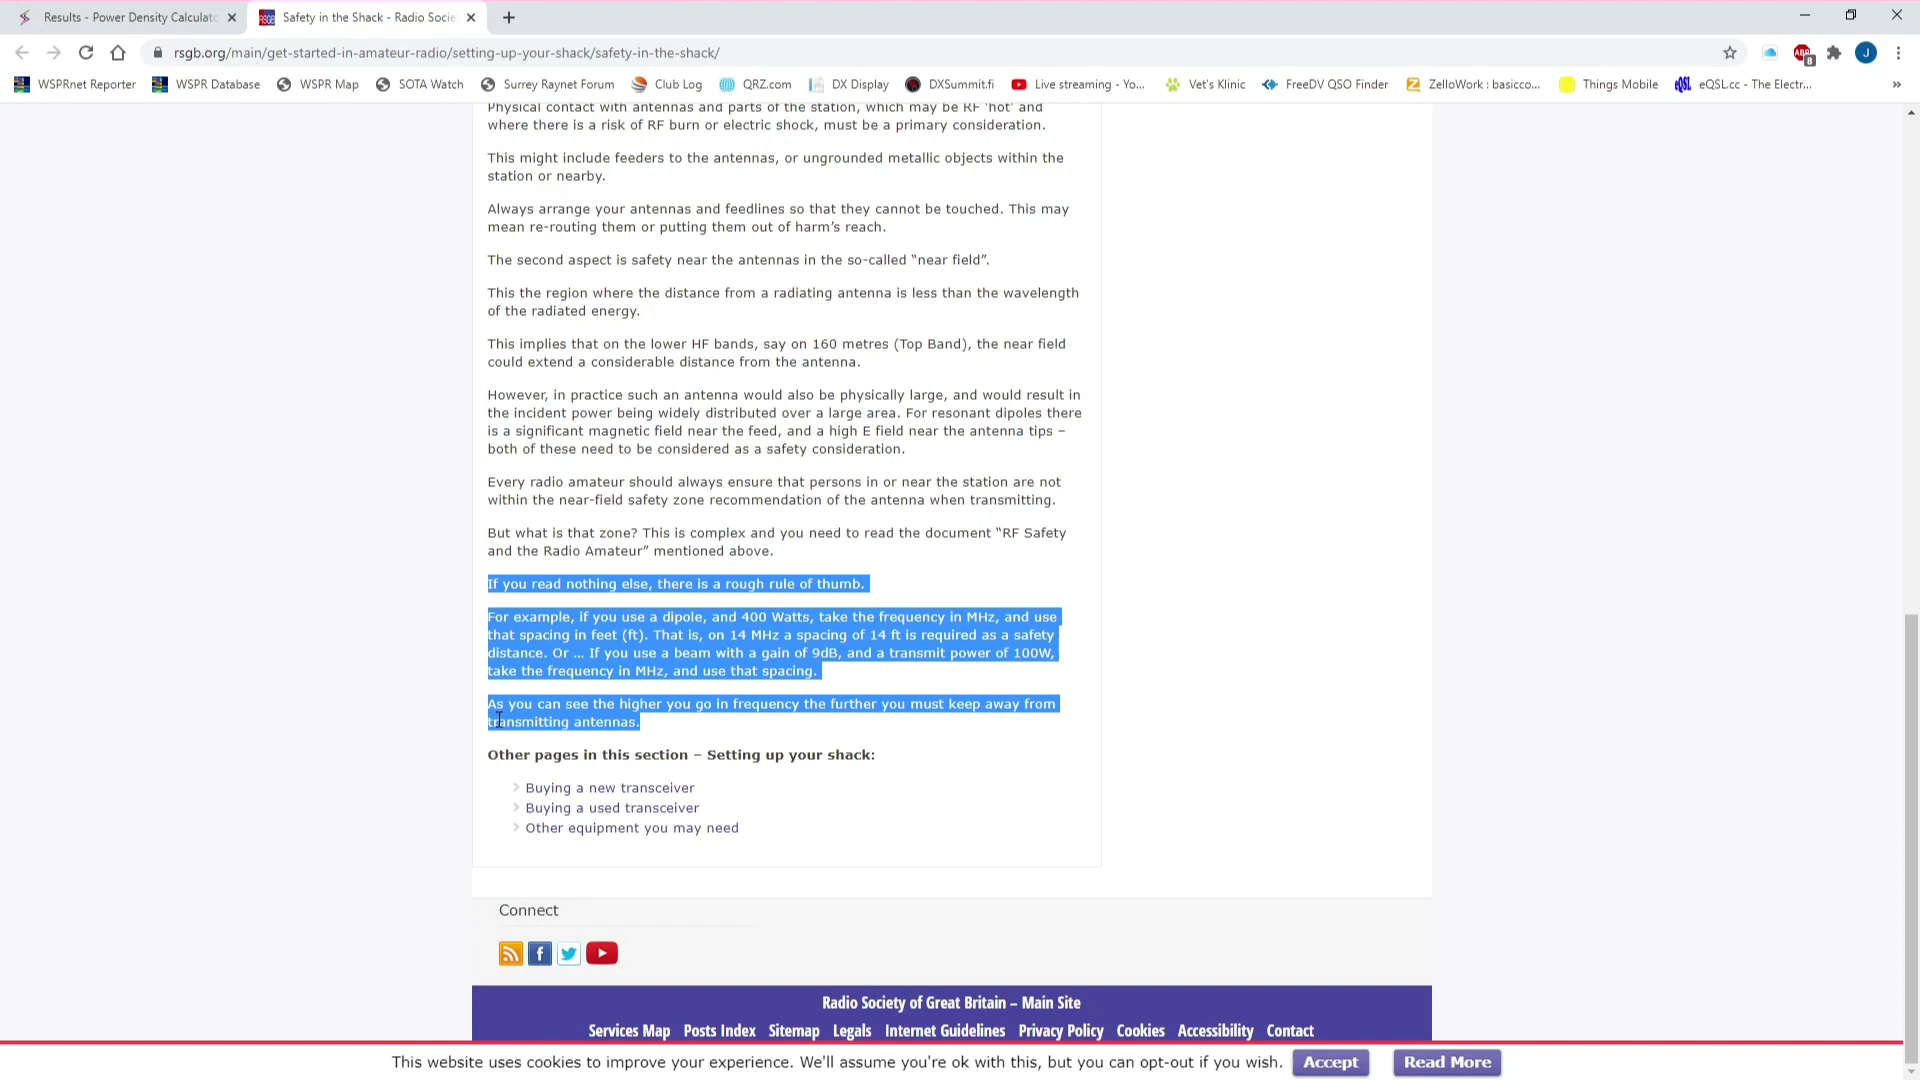 Results - Power Density Calculato
Safety in the Shack - Radio Socie
rsgb.org/main/get-started-in-amateur-radio/setting-up-your-shack/safety-in-the-shack/
ABP
8
J
WSPRnet Reporter
WSPR Database
WSPR Map
SOTA Watch
Surrey Raynet Forum
Club Log
QRZ.com
DX Display
DXSummit.fi
Live streaming - Yo...
Vet's Klinic
FreeDV QSO Finder
ZelloWork : basicco...
Things Mobile
eQSL.cc - The Electr...
Physical contact with antennas and parts of the station, which may be RF 'hot' and
where there is a risk of RF burn or electric shock, must be a primary consideration.
This might include feeders to the antennas, or ungrounded metallic objects within the
station or nearby.
Always arrange your antennas and feedlines so that they cannot be touched. This may
mean re-routing them or putting them out of harm’s reach.
The second aspect is safety near the antennas in the so-called “near field”.
This the region where the distance from a radiating antenna is less than the wavelength
of the radiated energy.
This implies that on the lower HF bands, say on 160 metres (Top Band), the near field
could extend a considerable distance from the antenna.
However, in practice such an antenna would also be physically large, and would result in
the incident power being widely distributed over a large area. For resonant dipoles there
is a significant magnetic field near the feed, and a high E field near the antenna tips –
both of these need to be considered as a safety consideration.
Every radio amateur should always ensure that persons in or near the station are not
within the near-field safety zone recommendation of the antenna when transmitting.
But what is that zone? This is complex and you need to read the document “RF Safety
and the Radio Amateur” mentioned above.
If you read nothing else, there is a rough rule of thumb.
For example, if you use a dipole, and 400 Watts, take the frequency in MHz, and use
that spacing in feet (ft). That is, on 14 MHz a spacing of 14 ft is required as a safety
distance. Or … If you use a beam with a gain of 9dB, and a transmit power of 100W,
take the frequency in MHz, and use that spacing.
As you can see the higher you go in frequency the further you must keep away from
transmitting antennas.
Other pages in this section – Setting up your shack:
Buying a new transceiver
Buying a used transceiver
Other equipment you may need
Connect
Radio Society of Great Britain – Main Site
Services Map Posts Index Sitemap Legals Internet Guidelines Privacy Policy Cookies Accessibility Contact
This website uses cookies to improve your experience. We'll assume you're ok with this, but you can opt-out if you wish. Accept Read More